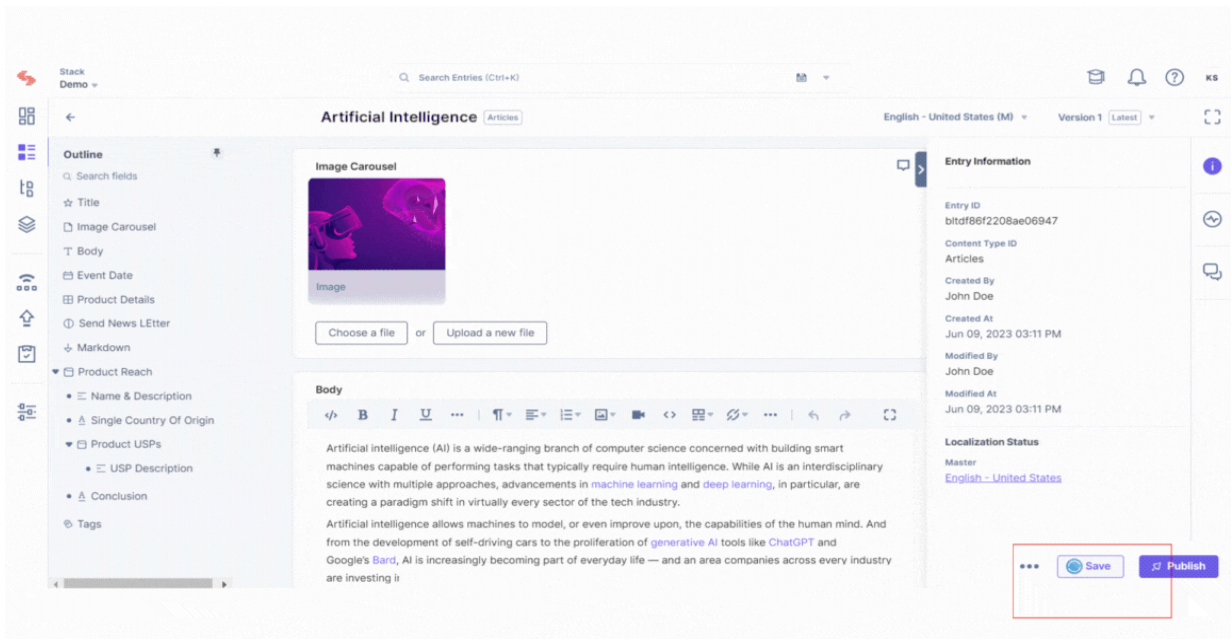 Stack
Demo
Search Entries (Ctrl+K)
KS
Artificial Intelligence Articles
English - United States (M)
Version 1 Latest
Outline
Search fields
Title
Image Carousel
Body
Event Date
Product Details
Send News LEtter
Markdown
Product Reach
Name & Description
Single Country Of Origin
Product USPs
USP Description
Conclusion
Tags
Image Carousel
Image
Choose a file or Upload a new file
Body
B I U
Artificial intelligence (AI) is a wide-ranging branch of computer science concerned with building smart
machines capable of performing tasks that typically require human intelligence. While AI is an interdisciplinary
science with multiple approaches, advancements in machine learning and deep learning, in particular, are
creating a paradigm shift in virtually every sector of the tech industry.
Artificial intelligence allows machines to model, or even improve upon, the capabilities of the human mind. And
from the development of self-driving cars to the proliferation of generative AI tools like ChatGPT and
Google's Bard, AI is increasingly becoming part of everyday life — and an area companies across every industry
are investing
Entry Information
Entry ID
bltdf86f2208ae06947
Content Type ID
Articles
Created By
John Doe
Created At
Jun 09, 2023 03:11 PM
Modified By
John Doe
Modified At
Jun 09, 2023 03:11 PM
Localization Status
Master
English - United States
Save
Publish